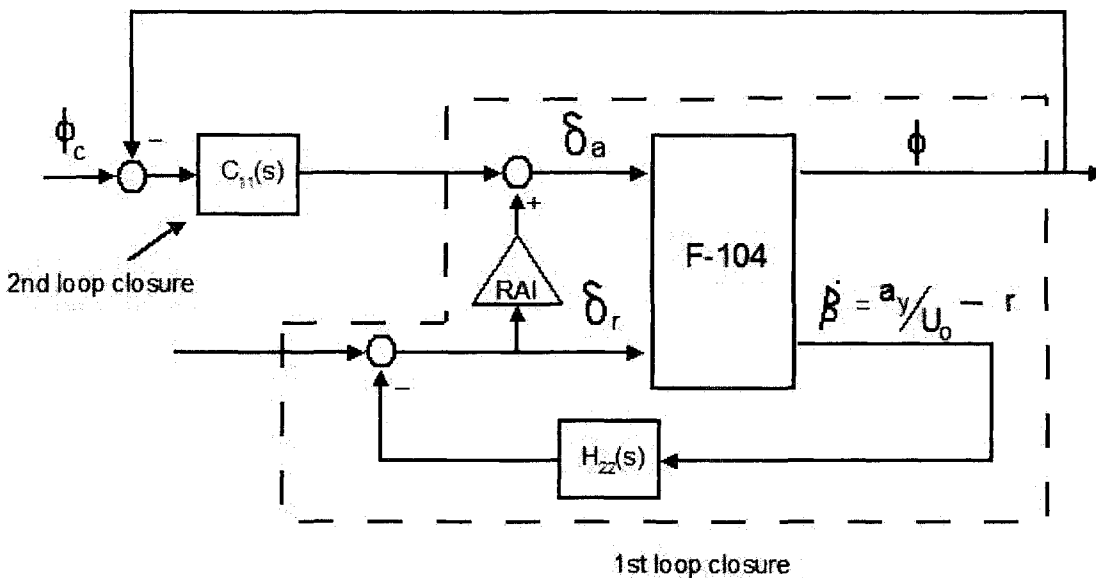 ϕc
−
C₁₁(s)
2nd loop closure
δa
+
RAI
δr
−
F-104
ϕ
β̇ = ay/Uo − r
H₂₂(s)
1st loop closure